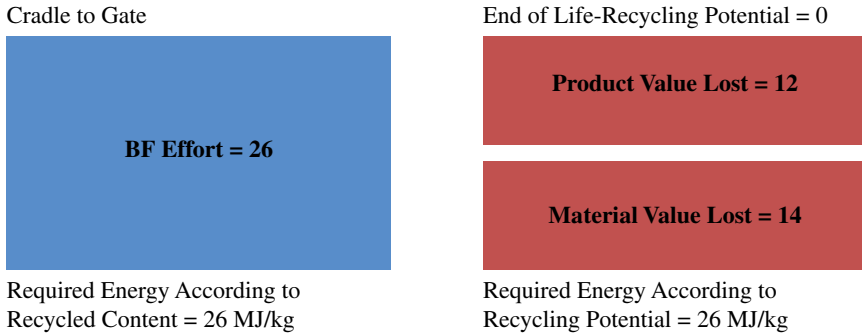 Cradle to Gate
BF Effort = 26
Required Energy According to
Recycled Content = 26 MJ/kg
End of Life-Recycling Potential = 0
Product Value Lost = 12
Material Value Lost = 14
Required Energy According to
Recycling Potential = 26 MJ/kg